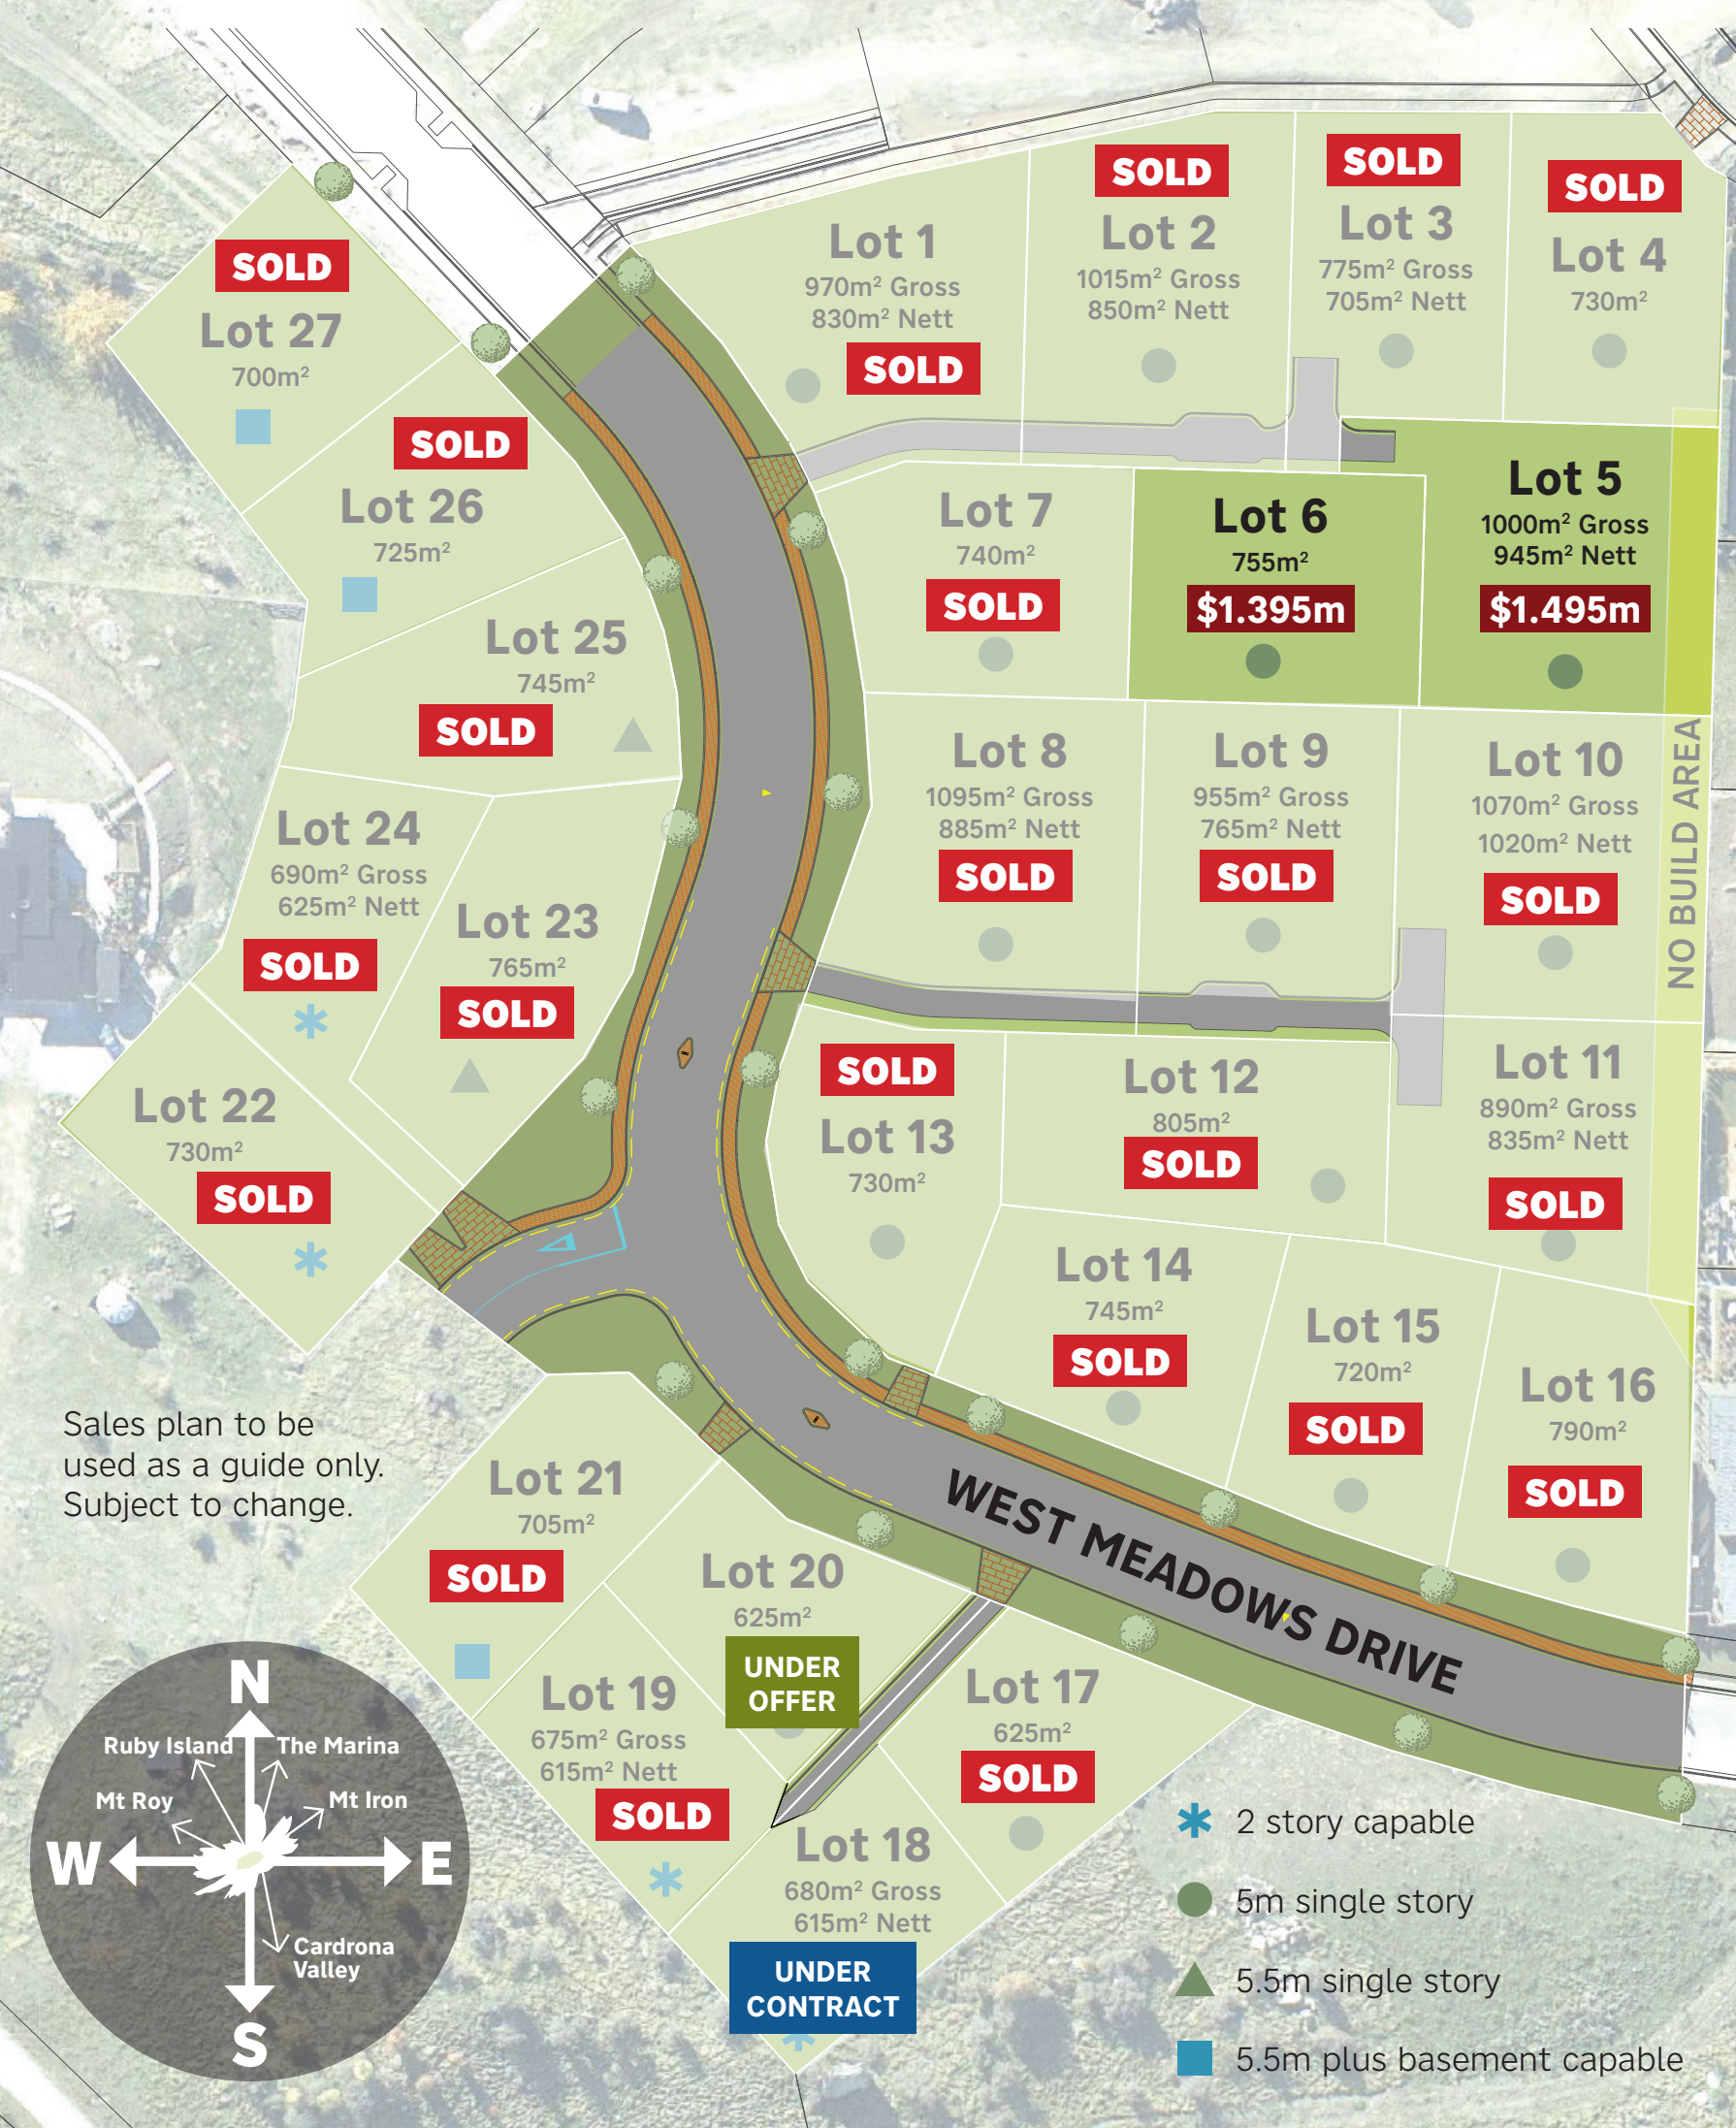 SOLD
Lot 27
700m²
SOLD
Lot 26
725m²
Lot 25
745m²
SOLD
Lot 24
690m² Gross
625m² Nett
SOLD
Lot 23
765m²
SOLD
Lot 22
730m²
SOLD
Lot 1
970m² Gross
830m² Nett
SOLD
SOLD
Lot 2
1015m² Gross
850m² Nett
SOLD
Lot 3
775m² Gross
705m² Nett
SOLD
Lot 4
730m²
Lot 7
740m²
SOLD
Lot 6
755m²
$1.395m
Lot 5
1000m² Gross
945m² Nett
$1.495m
Lot 8
1095m² Gross
885m² Nett
SOLD
Lot 9
955m² Gross
765m² Nett
SOLD
Lot 10
1070m² Gross
1020m² Nett
SOLD
NO BUILD AREA
SOLD
Lot 13
730m²
Lot 12
805m²
SOLD
Lot 11
890m² Gross
835m² Nett
SOLD
Lot 14
745m²
SOLD
Lot 15
720m²
SOLD
Lot 16
790m²
SOLD
WEST MEADOWS DRIVE
Sales plan to be
used as a guide only.
Subject to change.
Lot 21
705m²
SOLD
Lot 20
625m²
UNDER
OFFER
Lot 19
675m² Gross
615m² Nett
SOLD
Lot 17
625m²
SOLD
Lot 18
680m² Gross
615m² Nett
UNDER
CONTRACT
N
Ruby Island
The Marina
Mt Roy
Mt Iron
W
E
Cardrona
Valley
S
2 story capable
5m single story
5.5m single story
5.5m plus basement capable